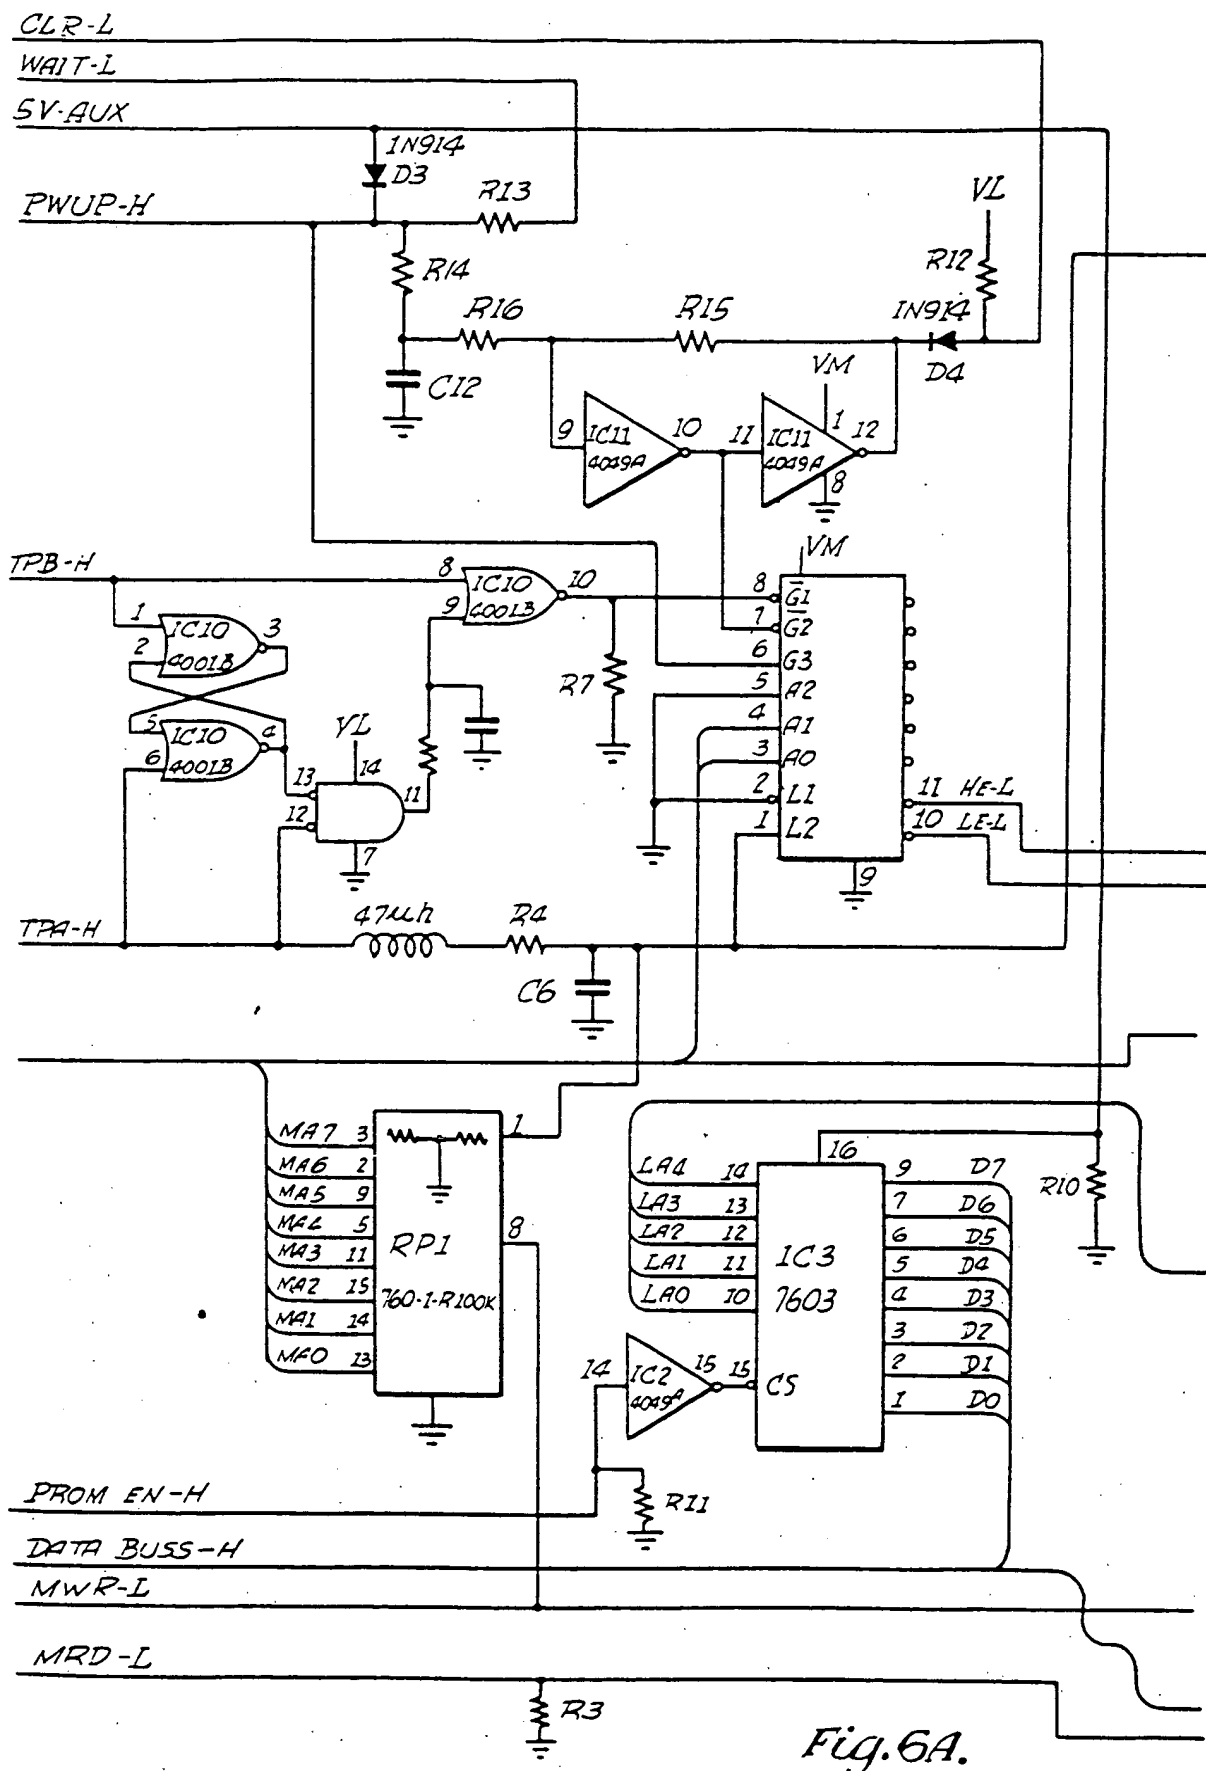 CLR-L
WAIT-L
5V-AUX
1N914
D3
PWUP-H
R13
VL
R14
R12
R16
R15
1N914
D4
C12
VM
9
IC11
4049A
10
11
IC11
4049A
1
12
8
TPB-H
8
IC10
4001B
10
9
VM
1
IC10
4001B
3
2
8
G1
7
G2
6
G3
R7
5
A2
5
IC10
4001B
4
6
VL
14
4
A1
3
A0
13
11
12
2
L1
11
HE-L
1
L2
10
LE-L
7
9
TPA-H
47μh
R4
C6
MA7 3
1
MA6 2
MA5 9
MA4 5
8
MA3 11
RP1
MA2 15
760-1-R100K
MA1 14
MA0 13
16
LA4 14
9 D7
R10
LA3 13
7 D6
LA2 12
6 D5
IC3
LA1 11
5 D4
7603
LA0 10
4 D3
3 D2
14
IC2
4049A
15
15
CS
2 D1
1 D0
PROM EN-H
R11
DATA BUSS-H
MWR-L
MRD-L
R3
Fig. 6A.